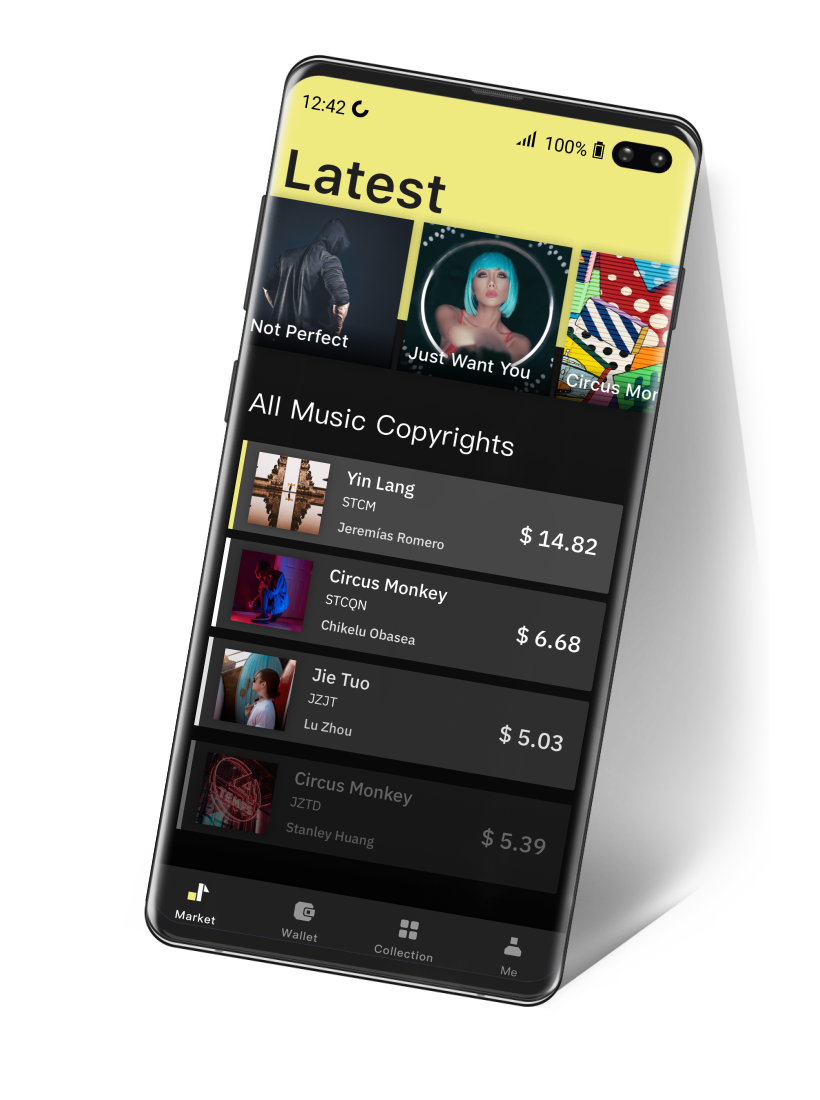 12:42
100%
Latest
Not Perfect
Just Want You
Circus Mon
All Music Copyrights
Yin Lang
STCM
Jeremías Romero
$ 14.82
Circus Monkey
STCQN
Chikelu Obasea
$ 6.68
Jie Tuo
JZJT
Lu Zhou
$ 5.03
Circus Monkey
JZTD
Stanley Huang
$ 5.39
Market
Wallet
Collection
Me